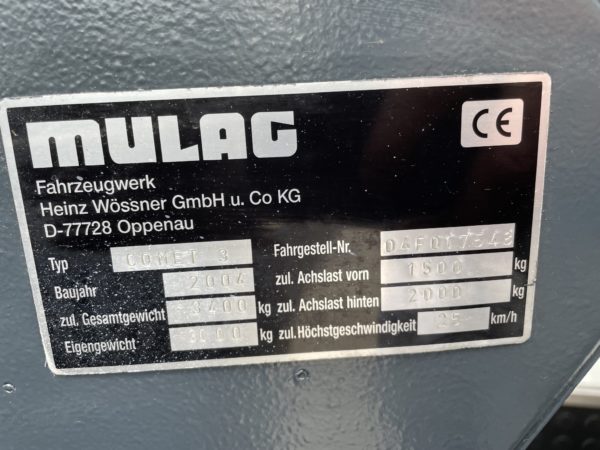 MULAG
CE
Fahrzeugwerk
Heinz Wössner GmbH u. Co KG
D-77728 Oppenau
Typ COMET 3
Fahrgestell-Nr.
Baujahr 2004
zul. Achslast vorn 1500 kg
zul. Gesamtgewicht 3400 kg
zul. Achslast hinten 2000 kg
Eigengewicht kg
zul. Höchstgeschwindigkeit 25 km/h